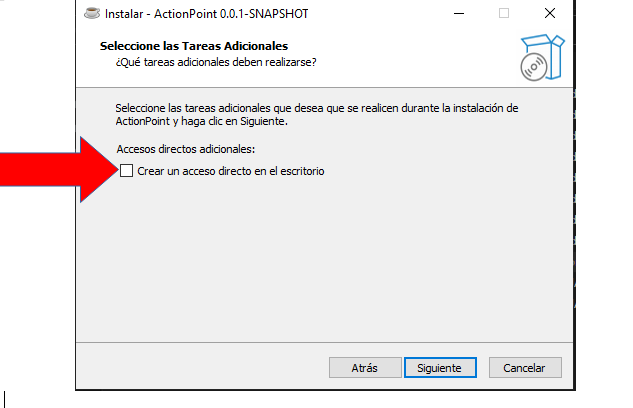 Instalar - ActionPoint 0.0.1-SNAPSHOT
Seleccione las Tareas Adicionales
¿Qué tareas adicionales deben realizarse?
Seleccione las tareas adicionales que desea que se realicen durante la instalación de
ActionPoint y haga clic en Siguiente.
Accesos directos adicionales:
Crear un acceso directo en el escritorio
Atrás
Siguiente
Cancelar